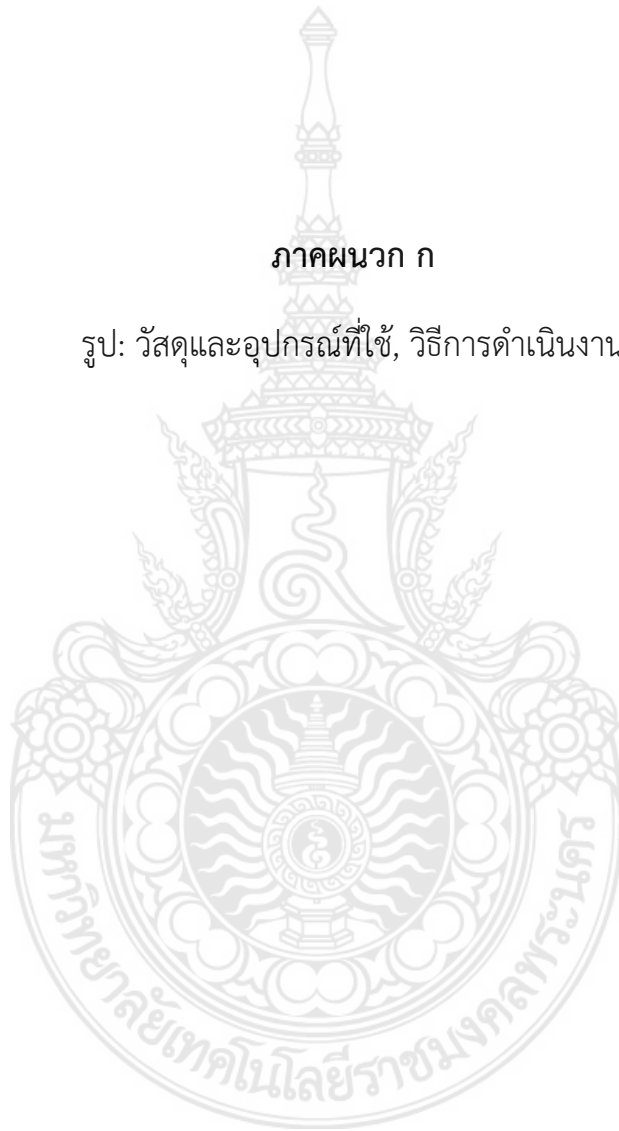 ภาคผนวก ก
รูป: วัสดุและอุปกรณ์ที่ใช้, วิธีการดำเนินงาน
มหาวิทยาลัยเทคโนโลยีราชมงคลพระนคร